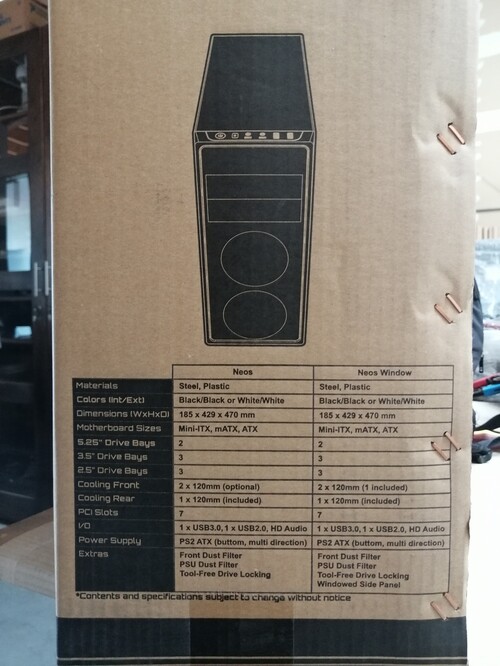 Neos Neos Window
Materials Steel, Plastic Steel, Plastic
Colors (Int/Ext) Black/Black or White/White Black/Black or White/White
Dimensions (WxHxD) 185 x 429 x 470 mm 185 x 429 x 470 mm
Motherboard Sizes Mini-ITX, mATX, ATX Mini-ITX, mATX, ATX
5.25" Drive Bays 2 2
3.5" Drive Bays 3 3
2.5" Drive Bays 3 3
Cooling Front 2 x 120mm (optional) 2 x 120mm (1 included)
Cooling Rear 1 x 120mm (included) 1 x 120mm (included)
PCI Slots 7 7
I/O 1 x USB3.0, 1 x USB2.0, HD Audio 1 x USB3.0, 1 x USB2.0, HD Audio
Power Supply PS2 ATX (buttom, multi direction) PS2 ATX (buttom, multi direction)
Extras Front Dust Filter Front Dust Filter
PSU Dust Filter PSU Dust Filter
Tool-Free Drive Locking Tool-Free Drive Locking
Windowed Side Panel
*Contents and specifications subject to change without notice